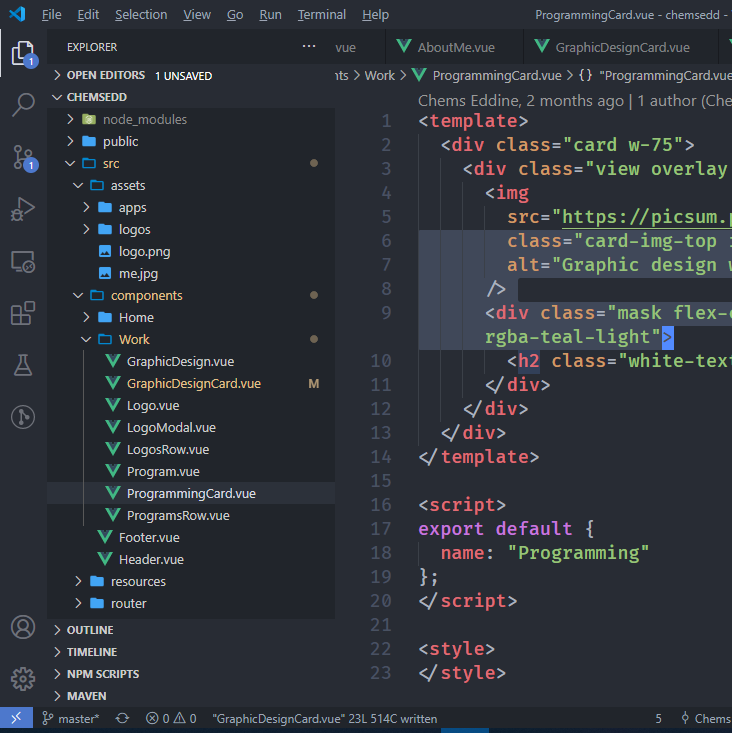 File Edit Selection View Go Run Terminal Help ProgrammingCard.vue - chemsedd
EXPLORER ··· vue AboutMe.vue GraphicDesignCard.vue
OPEN EDITORS 1 UNSAVED
nts > Work > ProgrammingCard.vue > {} "ProgrammingCard.vue
CHEMSEDD
node_modules
public
src
assets
apps
logos
logo.png
me.jpg
components
Home
Work
GraphicDesign.vue
GraphicDesignCard.vue M
Logo.vue
LogoModal.vue
LogosRow.vue
Program.vue
ProgrammingCard.vue
ProgramsRow.vue
Footer.vue
Header.vue
resources
router
OUTLINE
TIMELINE
NPM SCRIPTS
MAVEN
1
1
Chems Eddine, 2 months ago | 1 author (Che
1 <template>
2 <div class="card w-75">
3 <div class="view overlay
4 <img
5 src="https://picsum.p
6 class="card-img-top i
7 alt="Graphic design w
8 />
9 <div class="mask flex-c
rgba-teal-light">
10 <h2 class="white-tex
11 </div>
12 </div>
13 </div>
14 </template>
15
16 <script>
17 export default {
18 name: "Programming"
19 };
20 </script>
21
22 <style>
23 </style>
master* 0 0 "GraphicDesignCard.vue" 23L 514C written 5 Chems